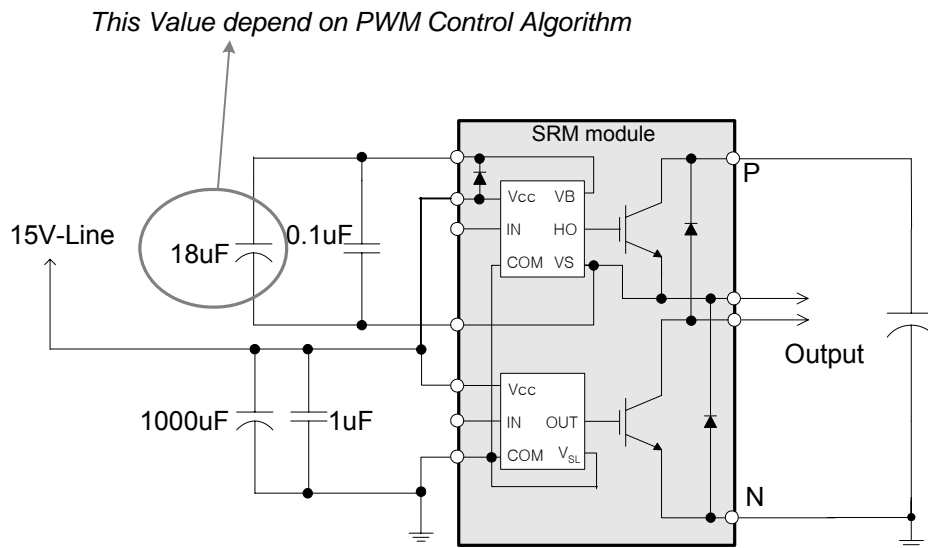 This Value depend on PWM Control Algorithm
SRM module
P
Vcc VB
15V-Line
18uF
0.1uF
IN HO
COM VS
Output
Vcc
1000uF
1uF
IN OUT
COM VSL
N